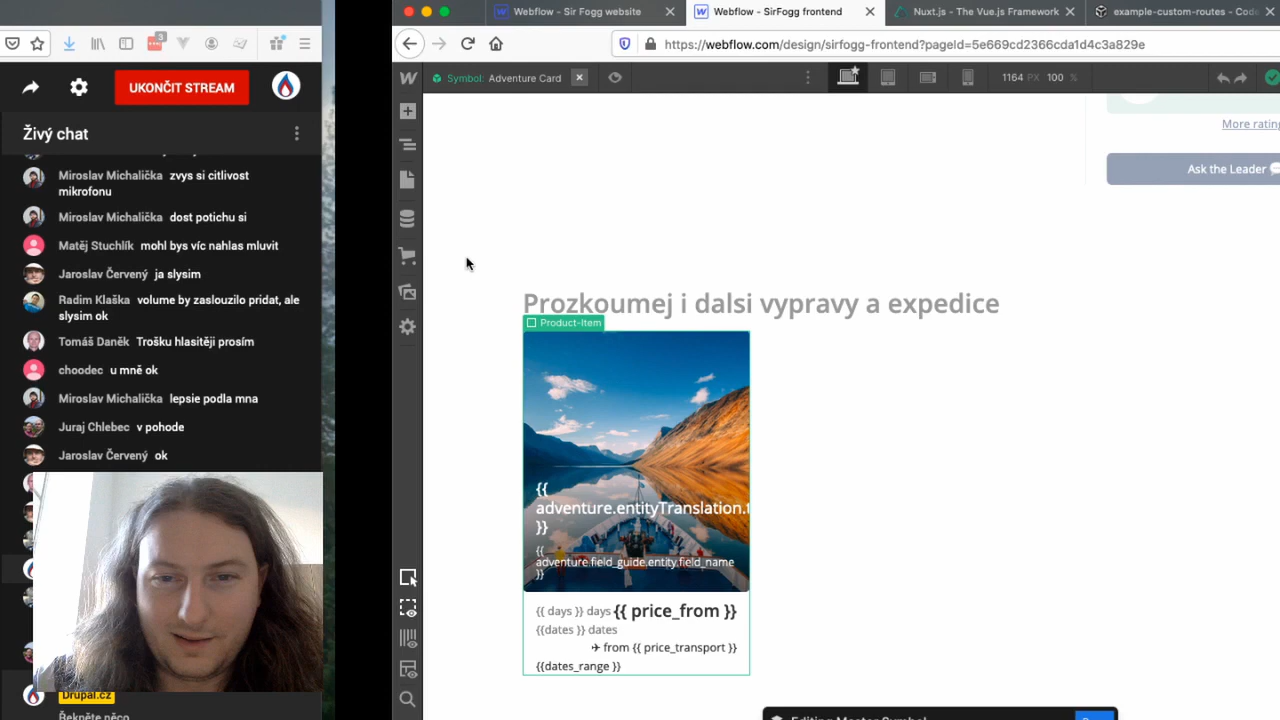 Webflow - Sir Fogg website
Webflow - SirFogg frontend
Nuxt.js - The Vue.js Framework
example-custom-routes - Code
3
https://webflow.com/design/sirfogg-frontend?pageId=5e669cd2366cda1d4c3a829e
UKONČIT STREAM
Symbol: Adventure Card
1164 PX 100 %
Živý chat
Miroslav Michalička zvys si citlivost
mikrofonu
Miroslav Michalička dost potichu si
Matěj Stuchlík mohl bys víc nahlas mluvit
Jaroslav Červený ja slysim
Radim Klaška volume by zaslouzilo pridat, ale
slysim ok
Tomáš Daněk Trošku hlasitěji prosím
choodec u mně ok
Miroslav Michalička lepsie podla mna
Juraj Chlebec v pohode
Jaroslav Červený ok
Drupal.cz
Řekněte něco
More rating
Ask the Leader
Prozkoumej i dalsi vypravy a expedice
Product-Item
{{
adventure.entityTranslation.t
}}
{{
adventure.field_guide.entity.field_name
}}
{{ days }} days {{ price_from }}
{{dates }} dates
✈ from {{ price_transport }}
{{dates_range }}
Editing Master Symbol